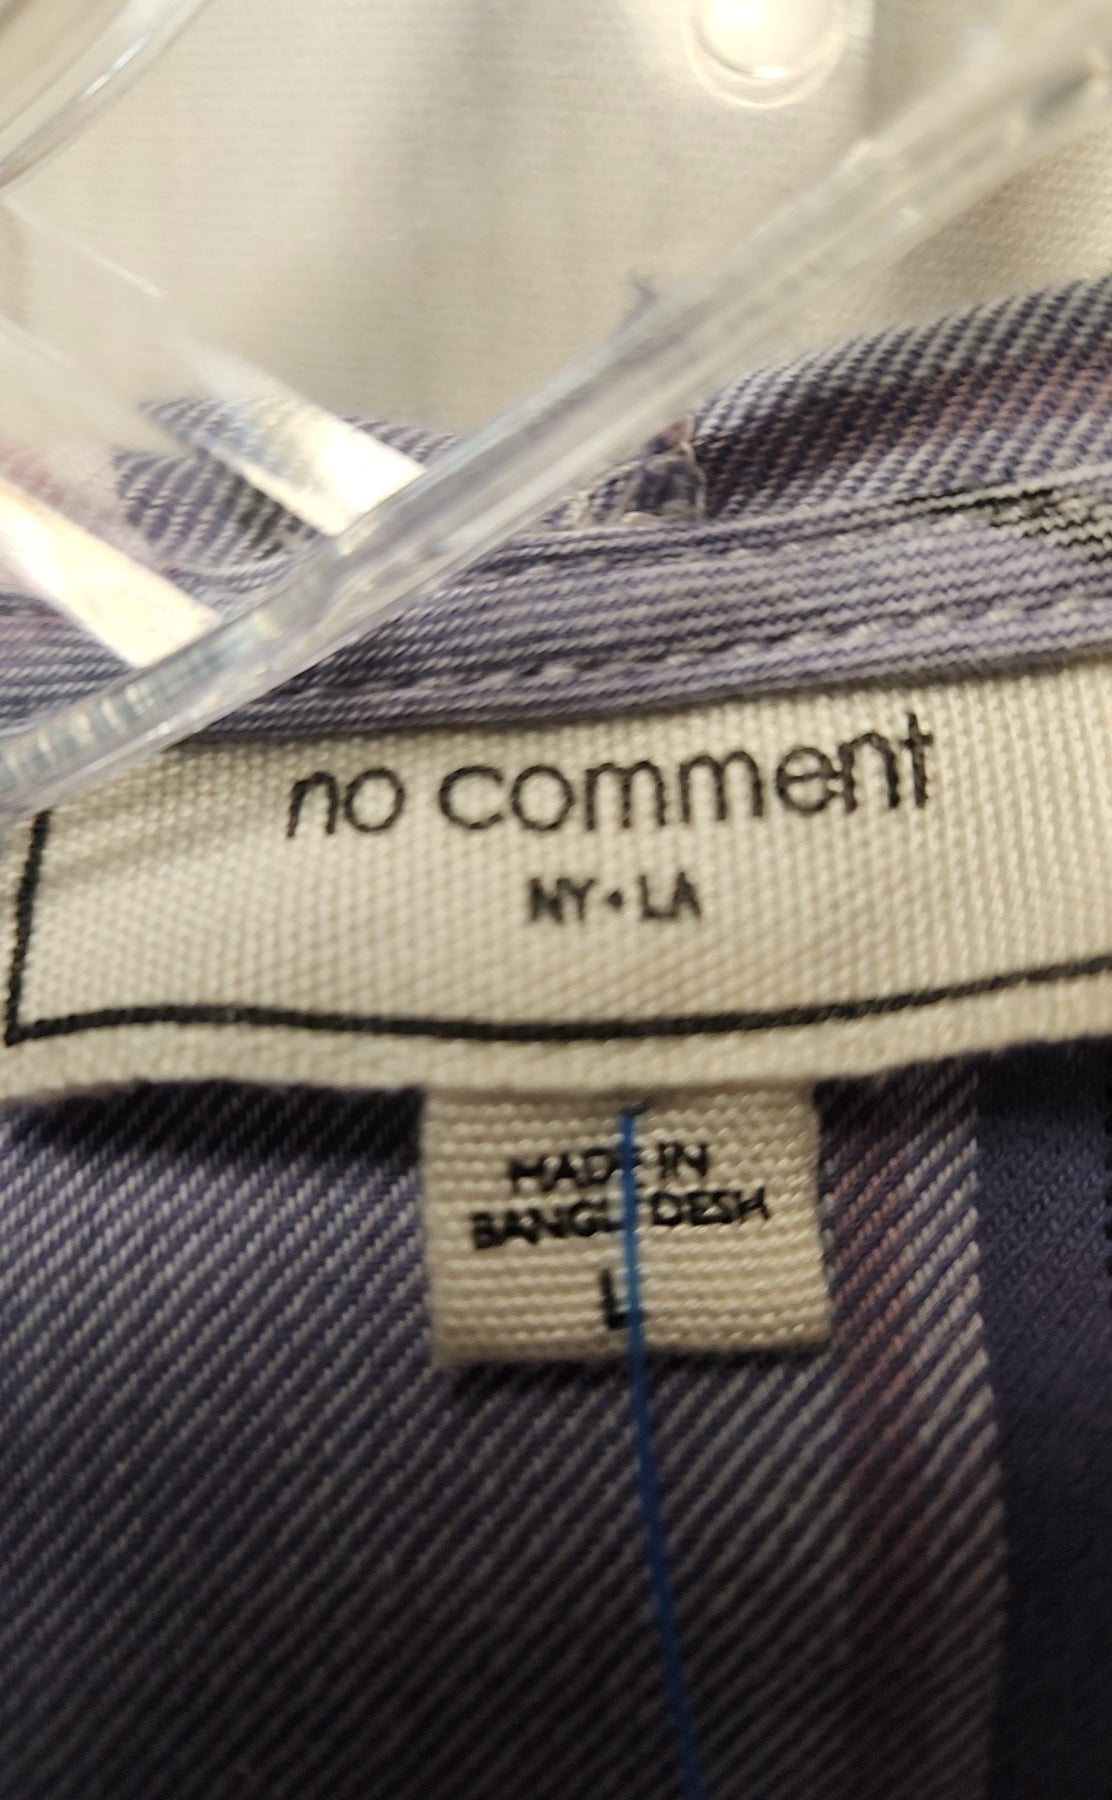 no comment
NY • LA
MADE IN
BANGLADESH
L